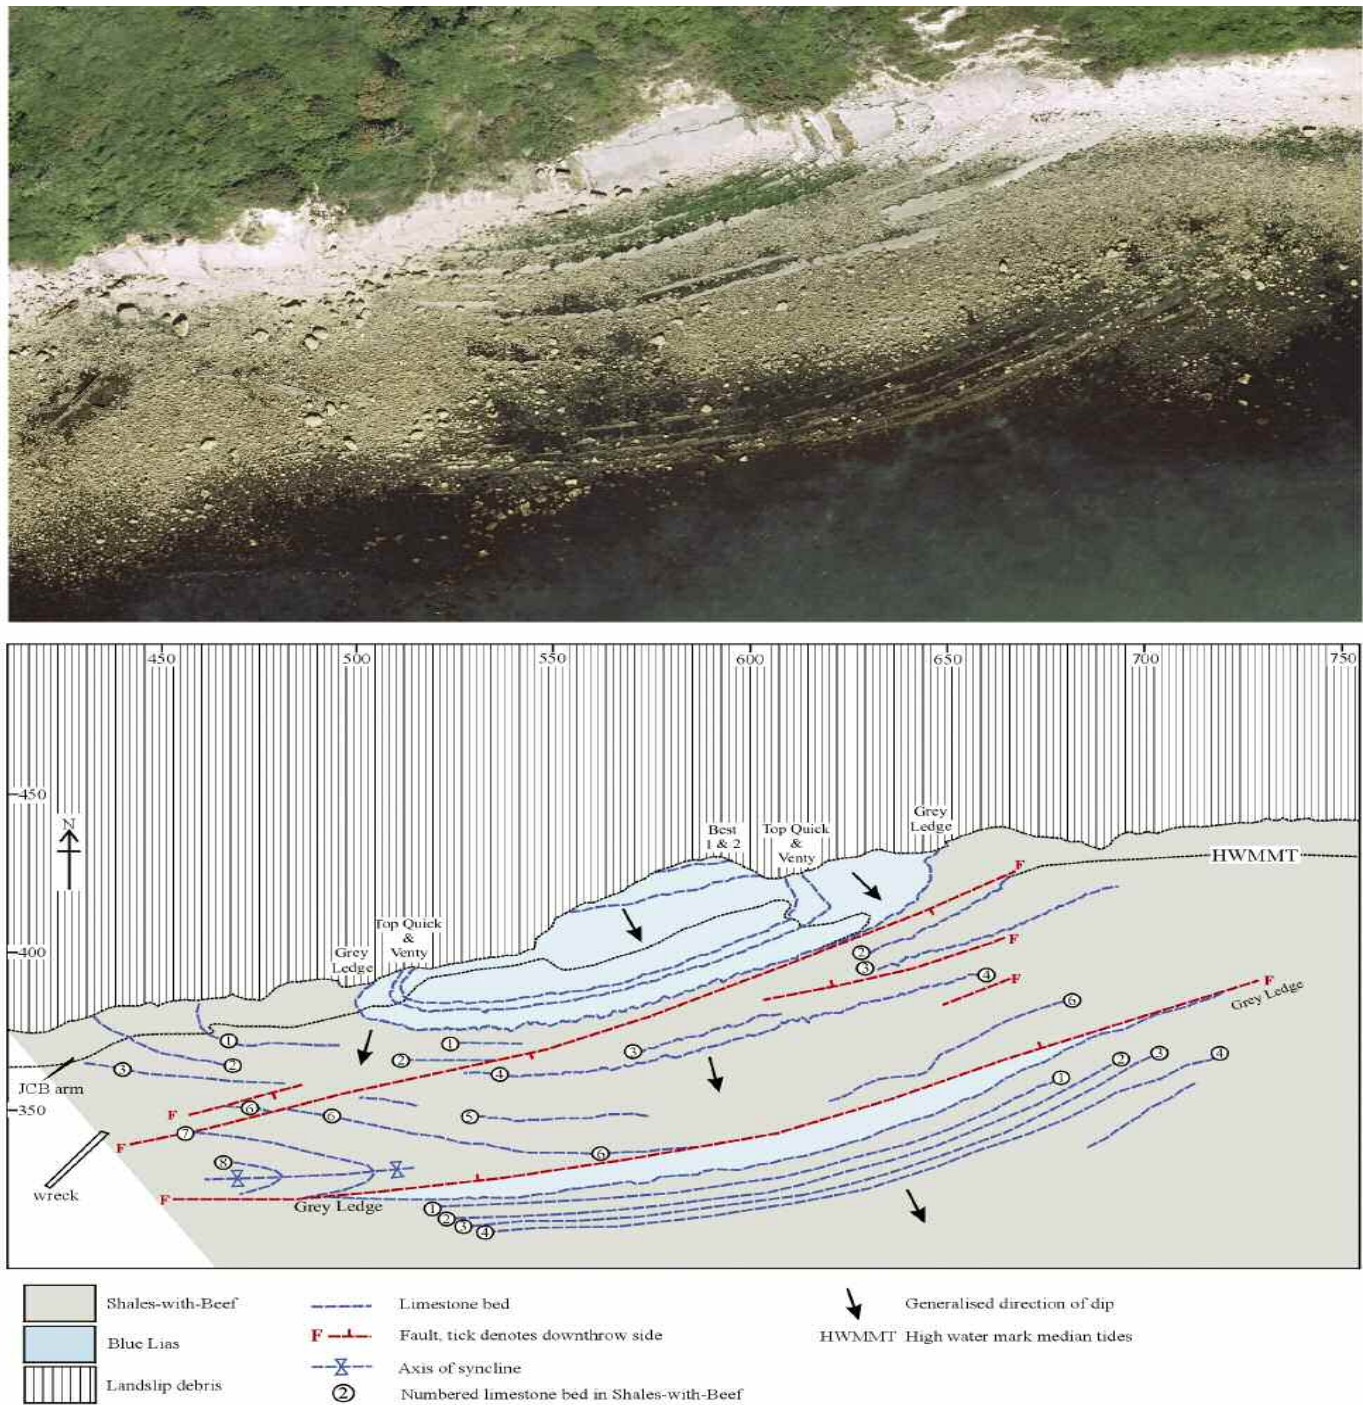 450 500 550 600 650 700 750
450
N
Grey
Ledge
Best
1 & 2
Top Quick
&
Venty
F
HWMMT
Top Quick
&
Venty
Grey
Ledge
400
2
3
F
4
F
F
Grey Ledge
6
1
1
3
2
2
3
4
2
3
4
1
JCB arm
6
6
5
350
F
7
F
6
8
wreck
F
Grey Ledge
1
2
3
4
Shales-with-Beef
Limestone bed
Generalised direction of dip
Blue Lias
F F Fault, tick denotes downthrow side
HWMMT High water mark median tides
Axis of syncline
Landslip debris
2 Numbered limestone bed in Shales-with-Beef